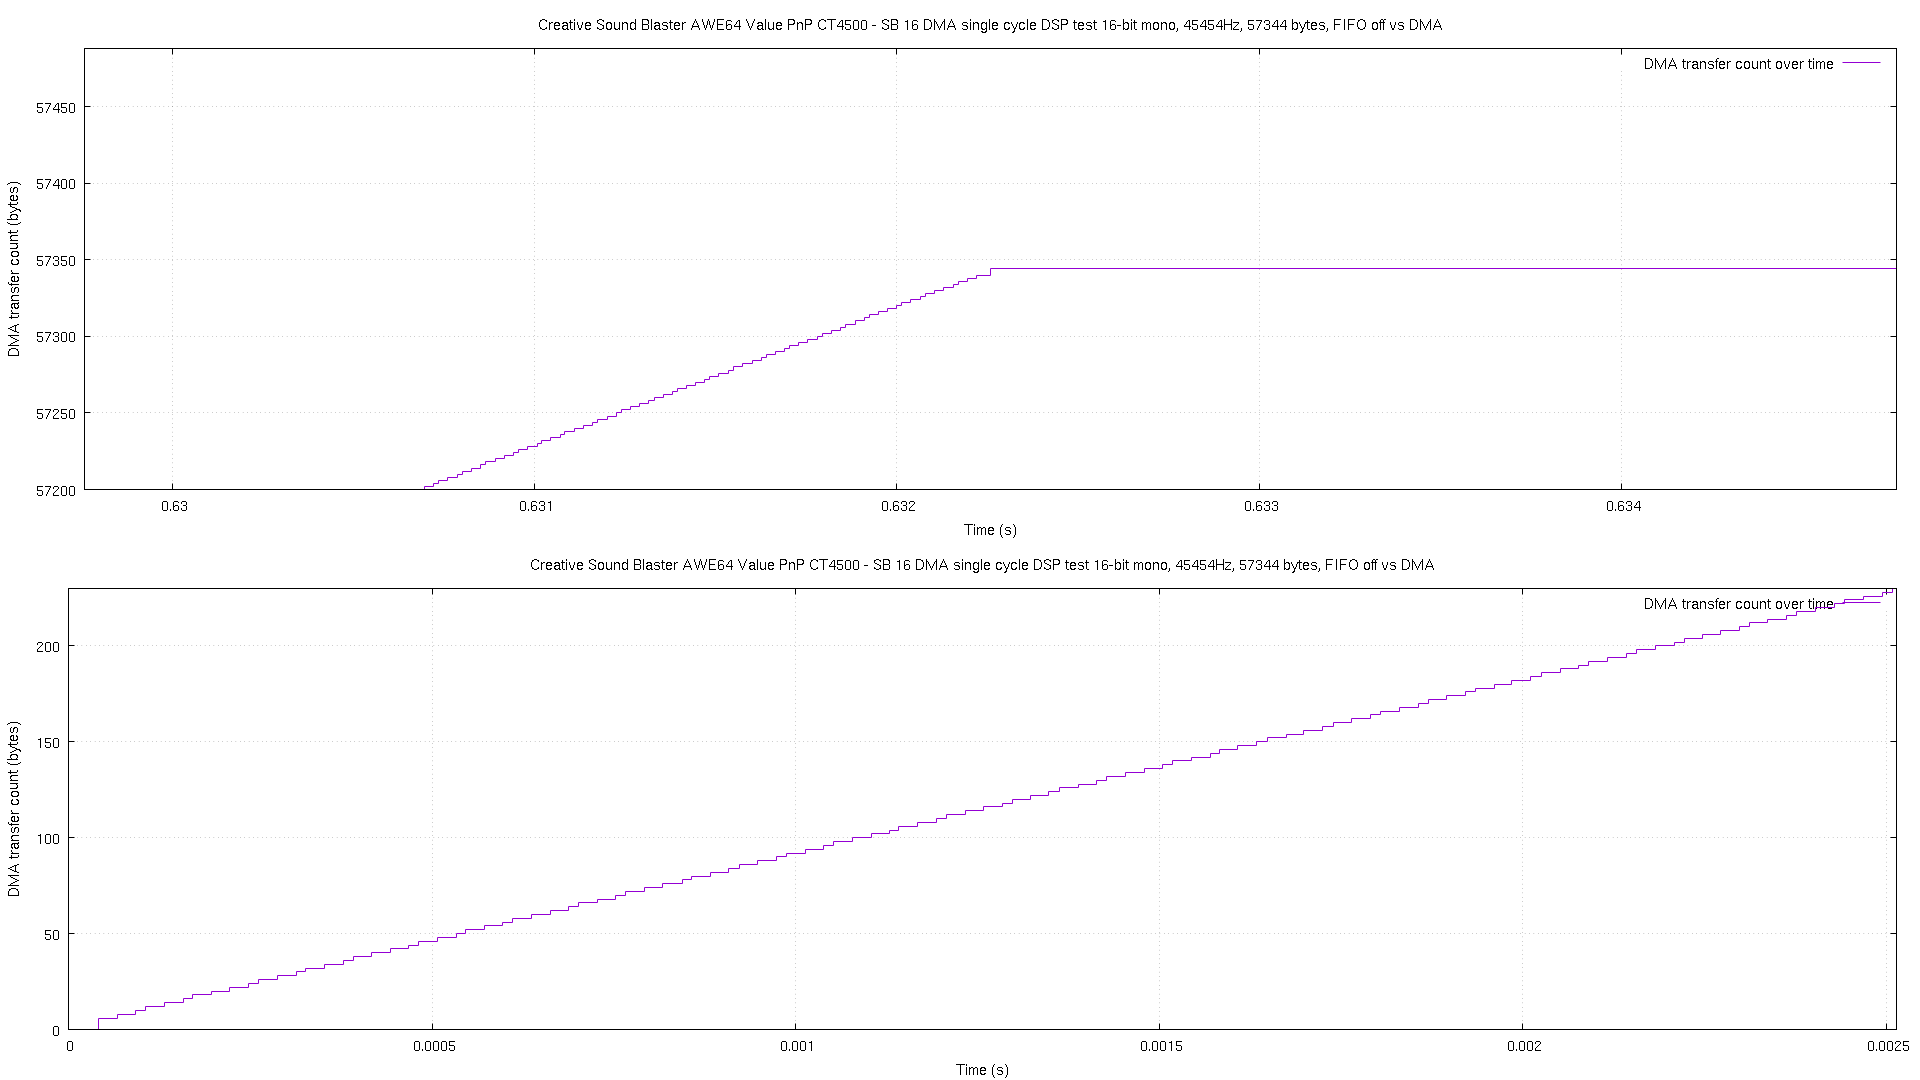 Creative Sound Blaster AWE64 Value PnP CT4500 - SB 16 DMA single cycle DSP test 16-bit mono, 45454Hz, 57344 bytes, FIFO off vs DMA
DMA transfer count over time
57450
57400
57350
57300
57250
57200
DMA transfer count (bytes)
0.63 0.631 0.632 0.633 0.634
Time (s)
Creative Sound Blaster AWE64 Value PnP CT4500 - SB 16 DMA single cycle DSP test 16-bit mono, 45454Hz, 57344 bytes, FIFO off vs DMA
DMA transfer count over time
200
150
100
50
0
DMA transfer count (bytes)
0 0.0005 0.001 0.0015 0.002 0.0025
Time (s)